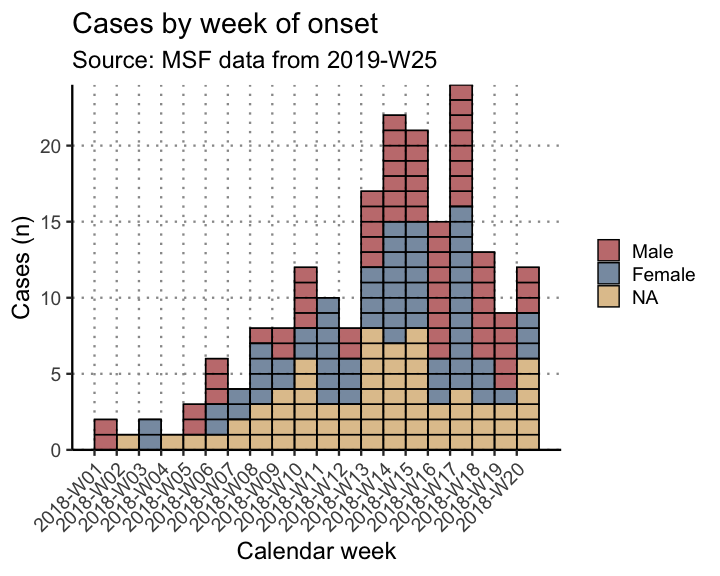 Cases by week of onset
Source: MSF data from 2019-W25
Cases (n)
20
15
10
5
0
Male
Female
NA
2018-W01
2018-W02
2018-W03
2018-W04
2018-W05
2018-W06
2018-W07
2018-W08
2018-W09
2018-W10
2018-W11
2018-W12
2018-W13
2018-W14
2018-W15
2018-W16
2018-W17
2018-W18
2018-W19
2018-W20
Calendar week